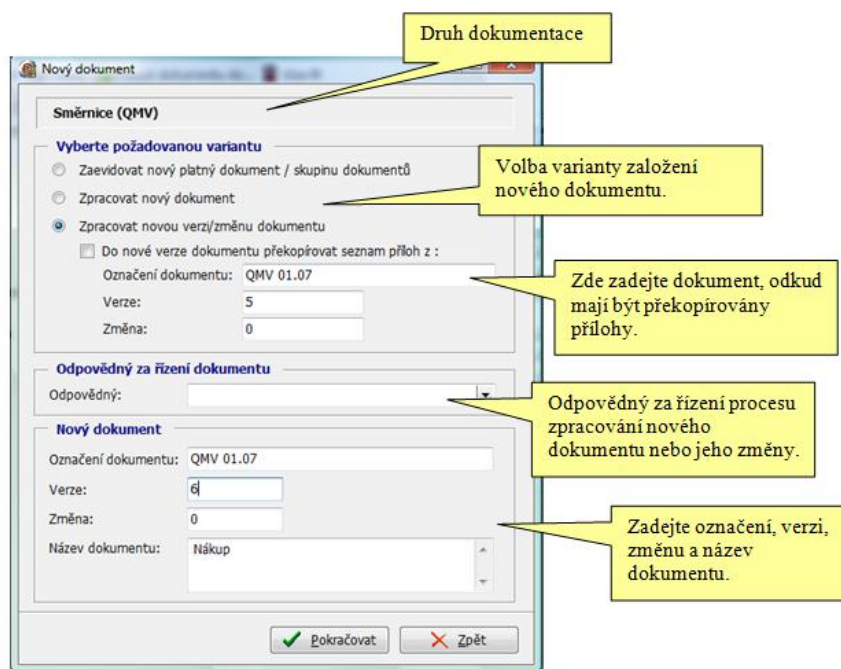 Druh dokumentace
Nový dokument
Směrnice (QMV)
Vyberte požadovanou variantu
Zaevidovat nový platný dokument / skupinu dokumentů
Zpracovat nový dokument
Zpracovat novou verzi/změnu dokumentu
Do nové verze dokumentu překopírovat seznam příloh z :
Označení dokumentu: QMV 01.07
Verze: 5
Změna: 0
Volba varianty založení
nového dokumentu.
Zde zadejte dokument, odkud
mají být překopírovány
přílohy.
Odpovědný za řízení dokumentu
Odpovědný:
Odpovědný za řízení procesu
zpracování nového
dokumentu nebo jeho změny.
Nový dokument
Označení dokumentu: QMV 01.07
Verze: 6
Změna: 0
Název dokumentu: Nákup
Zadejte označení, verzi,
změnu a název
dokumentu.
Pokračovat
Zpět